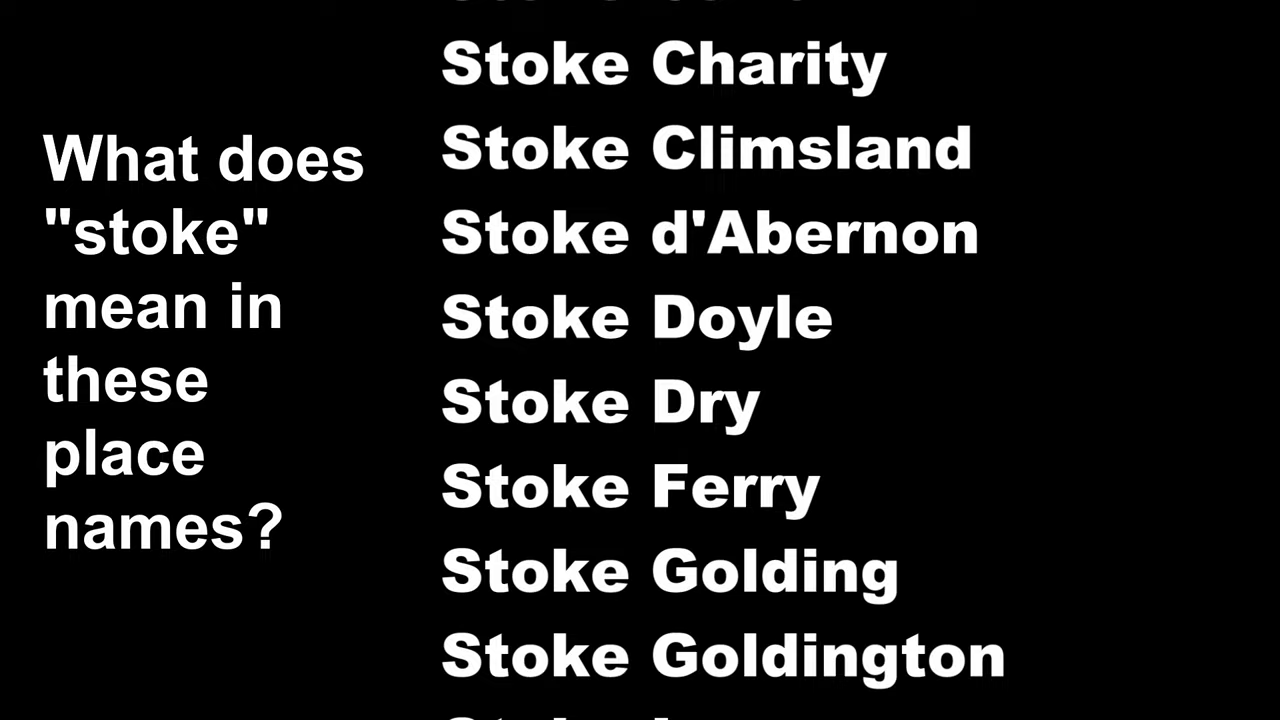 What does
"stoke"
mean in
these
place
names?
Stoke Charity
Stoke Climsland
Stoke d'Abernon
Stoke Doyle
Stoke Dry
Stoke Ferry
Stoke Golding
Stoke Goldington